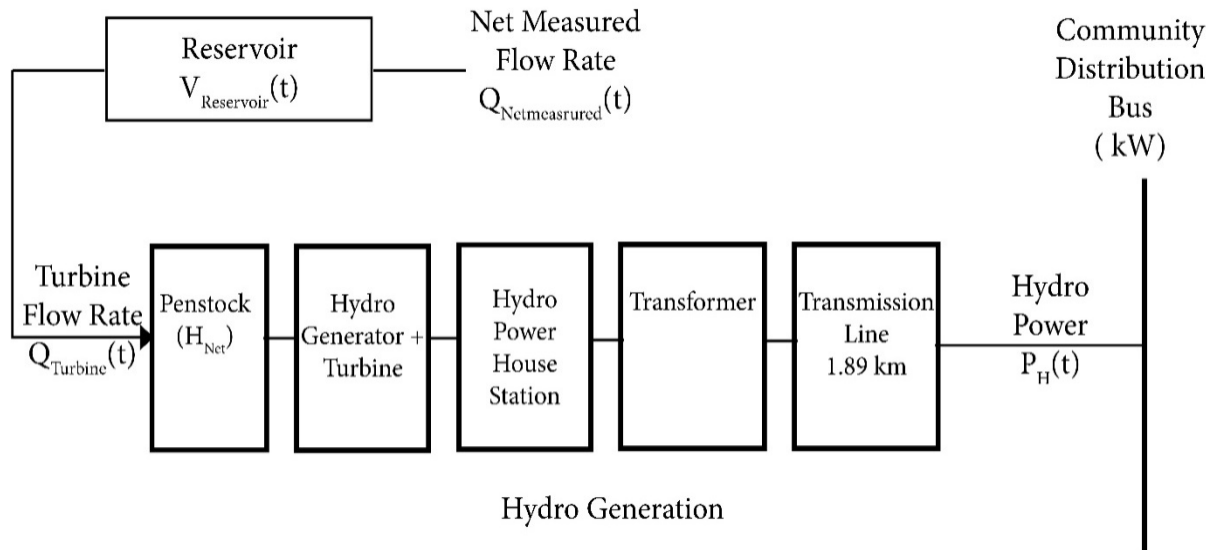 Reservoir
V_Reservoir(t)
Net Measured
Flow Rate
Q_Netmeasrured(t)
Community
Distribution
Bus
( kW)
Turbine
Flow Rate
Q_Turbine(t)
Penstock
(H_Net)
Hydro
Generator +
Turbine
Hydro
Power
House
Station
Transformer
Transmission
Line
1.89 km
Hydro
Power
P_H(t)
Hydro Generation